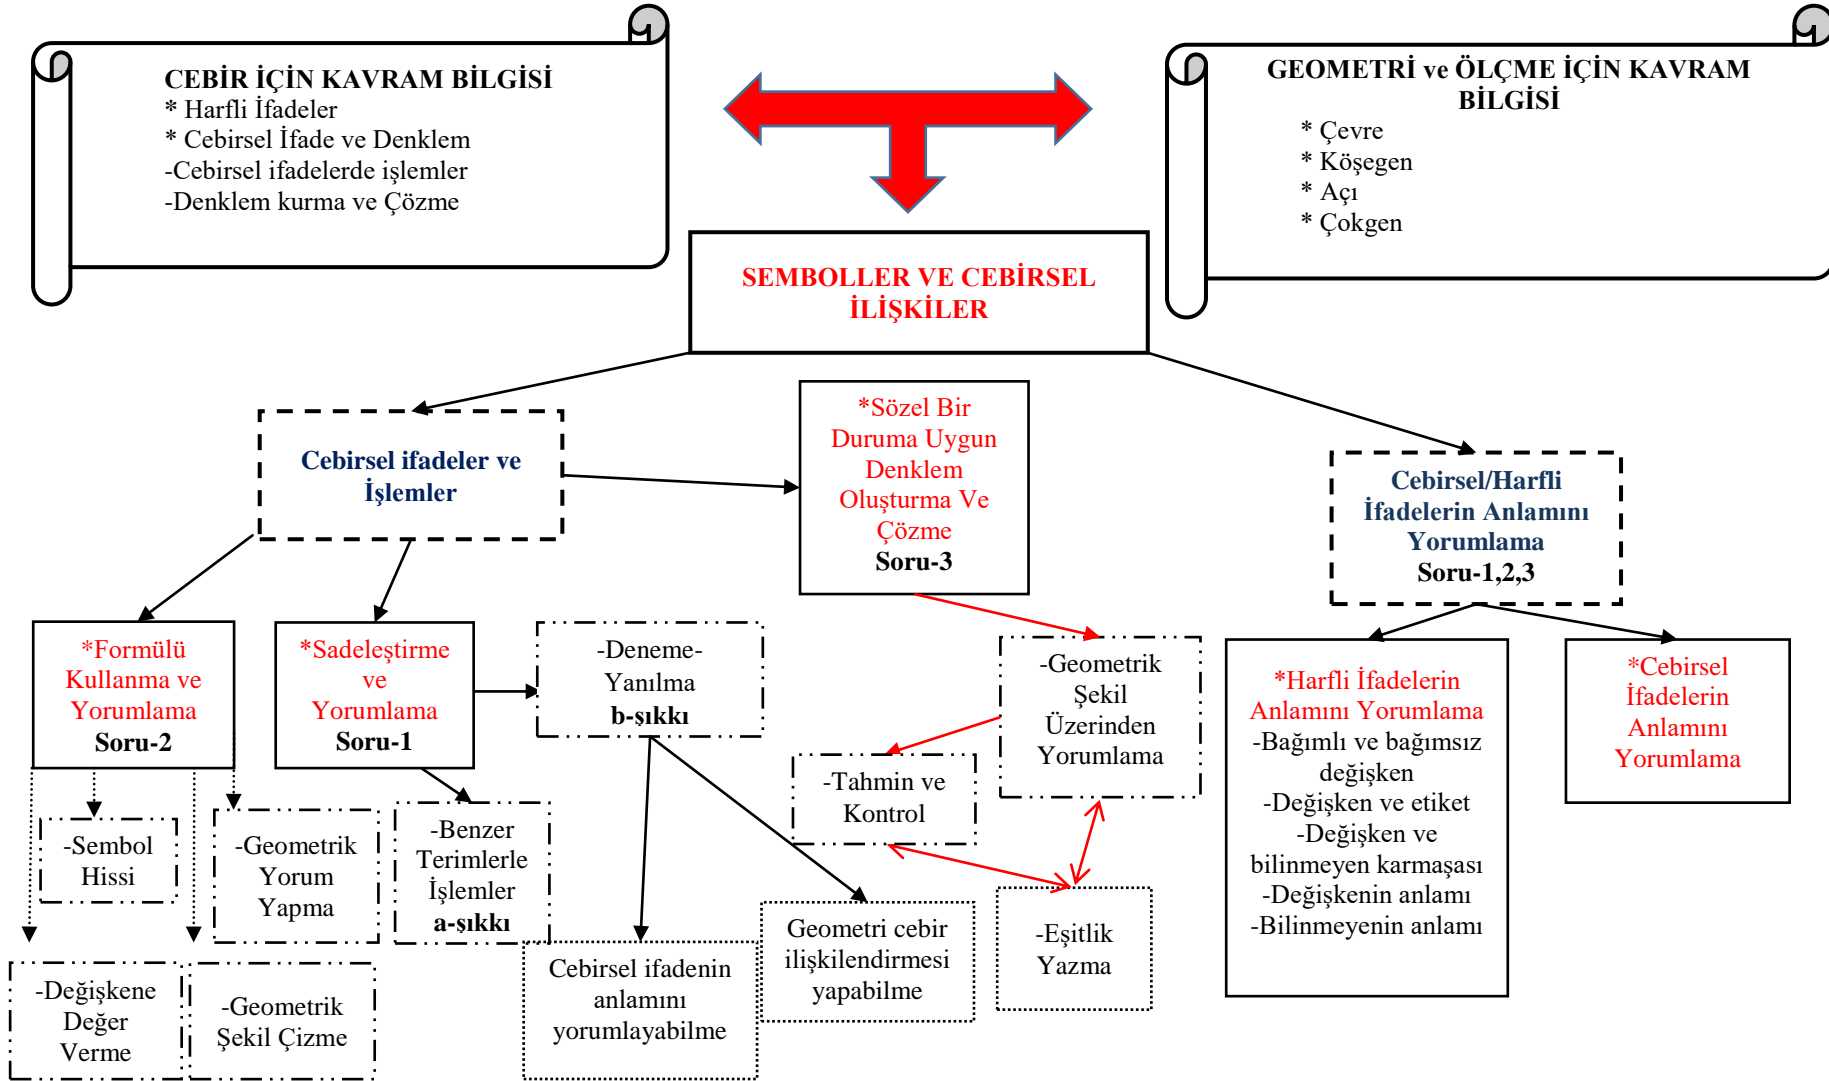 CEBİR İÇİN KAVRAM BİLGİSİ
* Harfli İfadeler
* Cebirsel İfade ve Denklem
-Cebirsel ifadelerde işlemler
-Denklem kurma ve Çözme
GEOMETRİ ve ÖLÇME İÇİN KAVRAM
BİLGİSİ
* Çevre
* Köşegen
* Açı
* Çokgen
SEMBOLLER VE CEBİRSEL
İLİŞKİLER
Cebirsel ifadeler ve
İşlemler
*Sözel Bir
Duruma Uygun
Denklem
Oluşturma Ve
Çözme
Soru-3
Cebirsel/Harfli
İfadelerin Anlamını
Yorumlama
Soru-1,2,3
*Formülü
Kullanma ve
Yorumlama
Soru-2
*Sadeleştirme
ve
Yorumlama
Soru-1
-Deneme-
Yanılma
b-şıkkı
-Geometrik
Şekil
Üzerinden
Yorumlama
*Harfli İfadelerin
Anlamını Yorumlama
-Bağımlı ve bağımsız
değişken
-Değişken ve etiket
-Değişken ve
bilinmeyen karmaşası
-Değişkenin anlamı
-Bilinmeyenin anlamı
*Cebirsel
İfadelerin
Anlamını
Yorumlama
-Tahmin ve
Kontrol
-Sembol
Hissi
-Geometrik
Yorum
Yapma
-Benzer
Terimlerle
İşlemler
a-şıkkı
-Değişkene
Değer
Verme
-Geometrik
Şekil Çizme
Cebirsel ifadenin
anlamını
yorumlayabilme
Geometri cebir
ilişkilendirmesi
yapabilme
-Eşitlik
Yazma